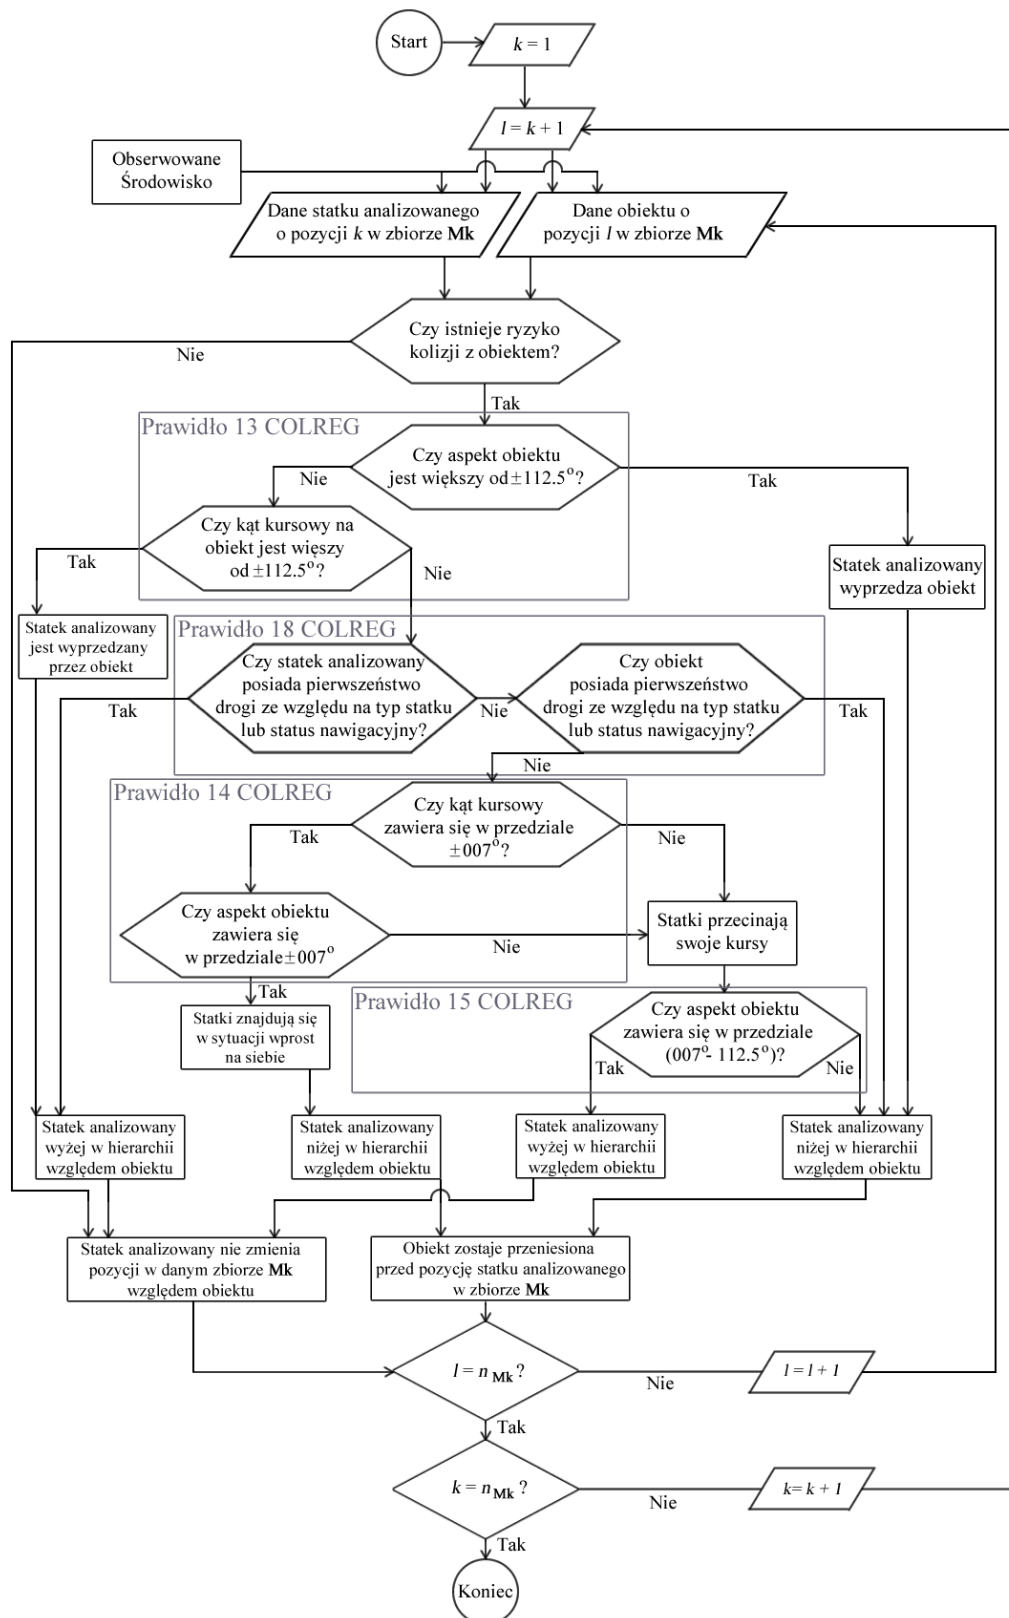 Start
k = 1
l = k + 1
Obserwowane
Środowisko
Dane statku analizowanego
o pozycji k w zbiorze Mk
Dane obiektu o
pozycji l w zbiorze Mk
Czy istnieje ryzyko
kolizji z obiektem?
Nie
Tak
Prawidło 13 COLREG
Czy aspekt obiektu
jest większy od ±112.5°?
Nie
Tak
Czy kąt kursowy na
obiekt jest więszy
od ±112.5°?
Tak
Nie
Statek analizowany
wyprzedza obiekt
Statek analizowany
jest wyprzedzany
przez obiekt
Prawidło 18 COLREG
Czy statek analizowany
posiada pierwszeństwo
drogi ze względu na typ statku
lub status nawigacyjny?
Czy obiekt
posiada pierwszeństwo
drogi ze względu na typ statku
lub status nawigacyjny?
Tak
Nie
Tak
Nie
Prawidło 14 COLREG
Czy kąt kursowy
zawiera się w przedziale
±007°?
Tak
Nie
Czy aspekt obiektu
zawiera się
w przedziale±007°
Nie
Statki przecinają
swoje kursy
Tak
Prawidło 15 COLREG
Statki znajdują się
w sytuacji wprost
na siebie
Czy aspekt obiektu
zawiera się w przedziale
(007°- 112.5°)?
Tak
Nie
Statek analizowany
wyżej w hierarchii
względem obiektu
Statek analizowany
niżej w hierarchii
względem obiektu
Statek analizowany
wyżej w hierarchii
względem obiektu
Statek analizowany
niżej w hierarchii
względem obiektu
Statek analizowany nie zmienia
pozycji w danym zbiorze Mk
względem obiektu
Obiekt zostaje przeniesiona
przed pozycję statku analizowanego
w zbiorze Mk
l = n Mk ?
Nie
l = l + 1
Tak
k = n Mk ?
Nie
k= k + 1
Tak
Koniec